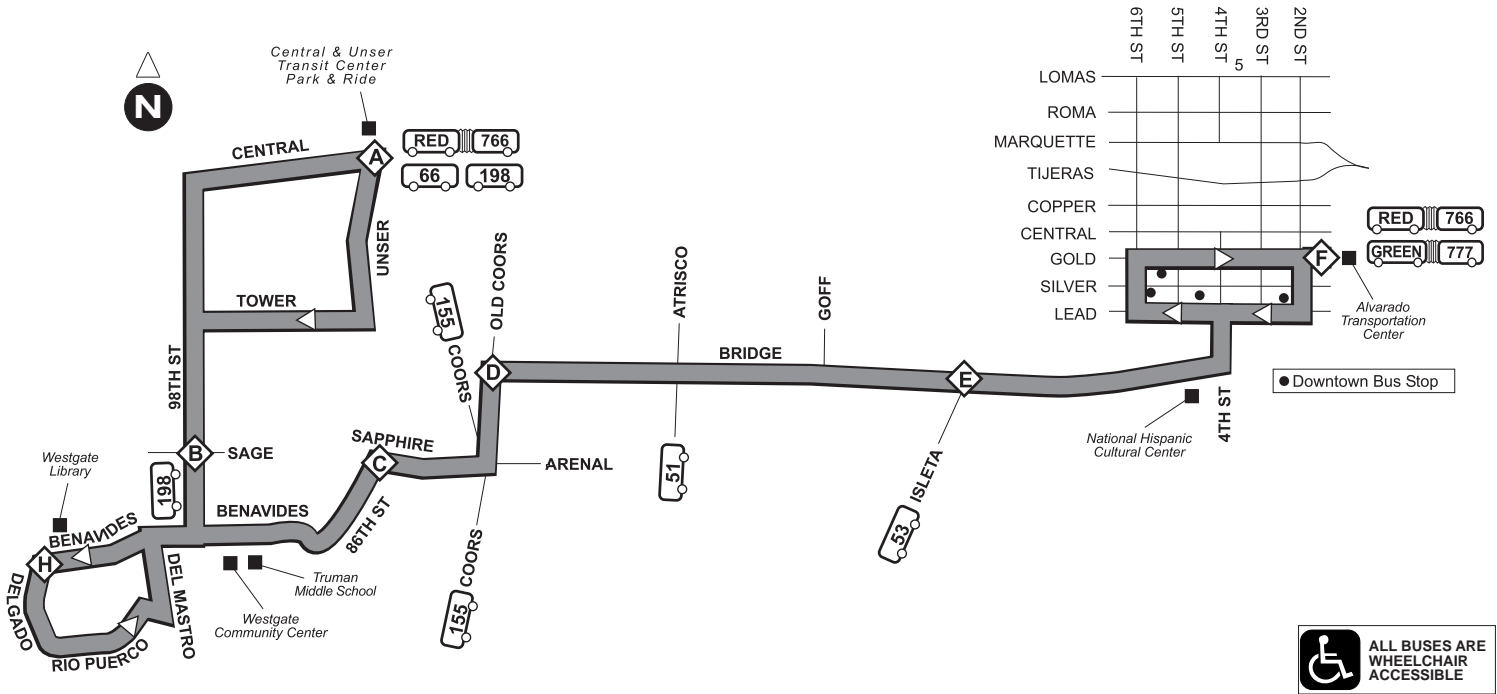 6TH ST
5TH ST
4TH ST
3RD ST
2ND ST
5
LOMAS
ROMA
MARQUETTE
TIJERAS
COPPER
CENTRAL
GOLD
SILVER
LEAD
Central & Unser
Transit Center
Park & Ride
N
CENTRAL
A
RED
766
66
198
UNSER
TOWER
98TH ST
B
SAGE
198
Westgate
Library
BENAVIDES
BENAVIDES
H
DELGADO
RIO PUERCO
DEL MASTRO
Truman
Middle School
Westgate
Community Center
86TH ST
SAPPHIRE
C
155
COORS
OLD COORS
D
ARENAL
COORS
155
ATRISCO
51
BRIDGE
GOFF
E
ISLETA
53
National Hispanic
Cultural Center
4TH ST
F
RED
766
GREEN
777
Alvarado
Transportation
Center
Downtown Bus Stop
ALL BUSES ARE
WHEELCHAIR
ACCESSIBLE